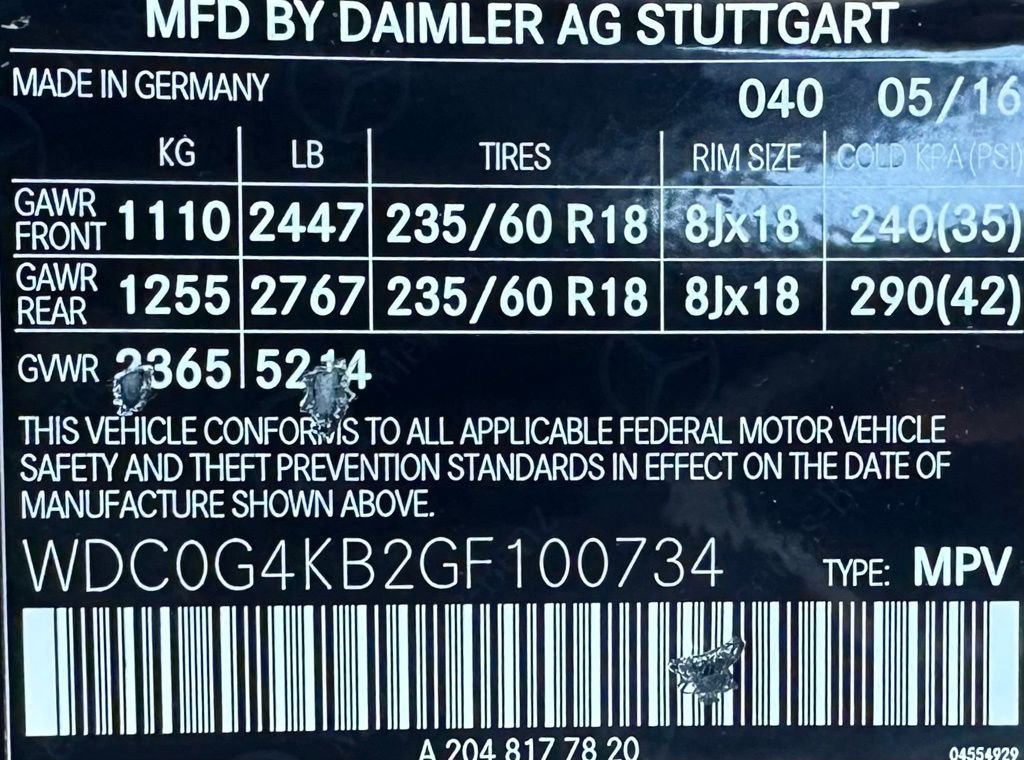 MFD BY DAIMLER AG STUTTGART
MADE IN GERMANY 040 05/16
KG LB TIRES RIM SIZE COLD KPA(PSI)
GAWR FRONT 1110 2447 235/60 R18 8Jx18 240(35)
GAWR REAR 1255 2767 235/60 R18 8Jx18 290(42)
GVWR 2365 5214
THIS VEHICLE CONFORMS TO ALL APPLICABLE FEDERAL MOTOR VEHICLE
SAFETY AND THEFT PREVENTION STANDARDS IN EFFECT ON THE DATE OF
MANUFACTURE SHOWN ABOVE.
WDC0G4KB2GF100734 TYPE: MPV
A 204 817 78 20 04554929